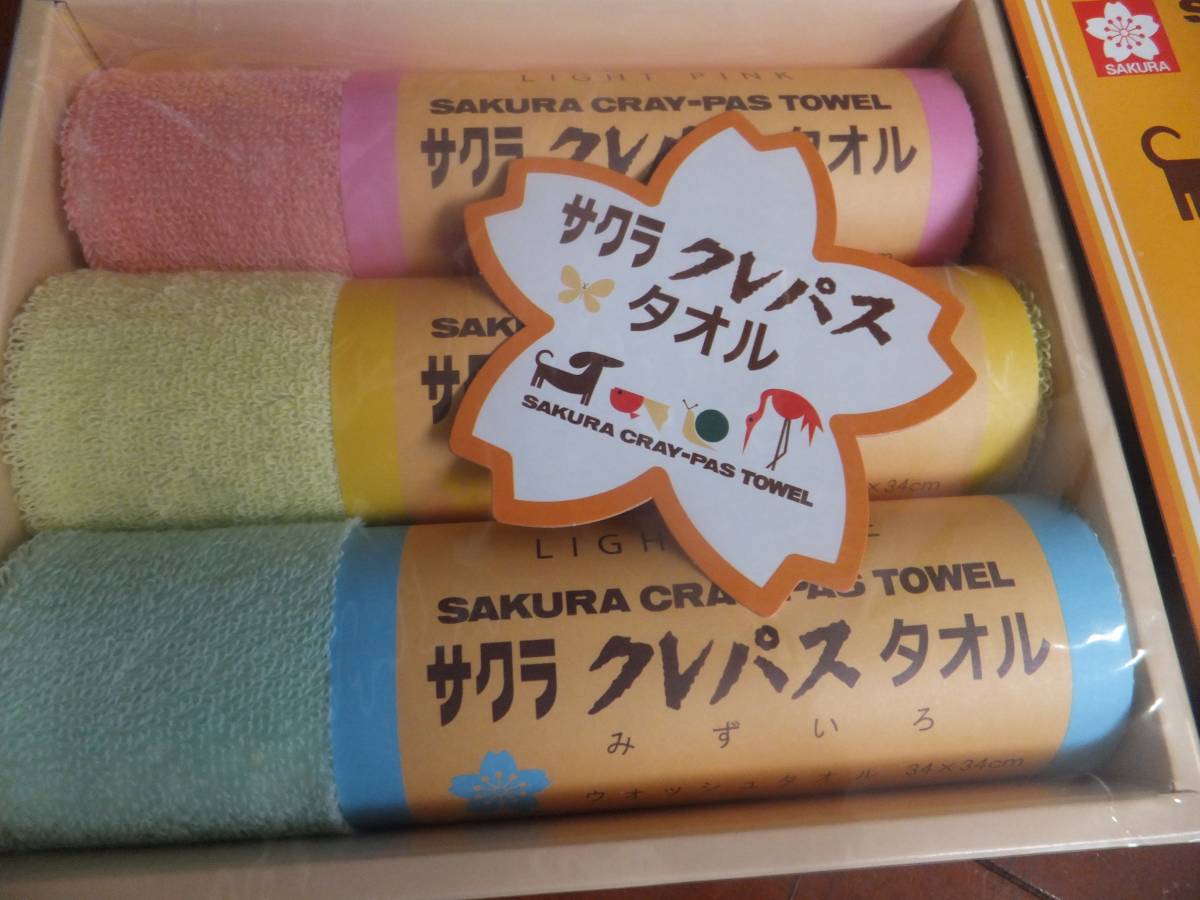 LIGHT PINK
SAKURA CRAY-PAS TOWEL
サクラ クレパス タオル
サクラ クレパス
タオル
SAKURA CRAY-PAS TOWEL
SAK
サク
× 34cm
LIGH
SAKURA CRAY-PAS TOWEL
サクラ クレパス タオル
みずいろ
ウオッシュタオル 34×34cm
SAKURA